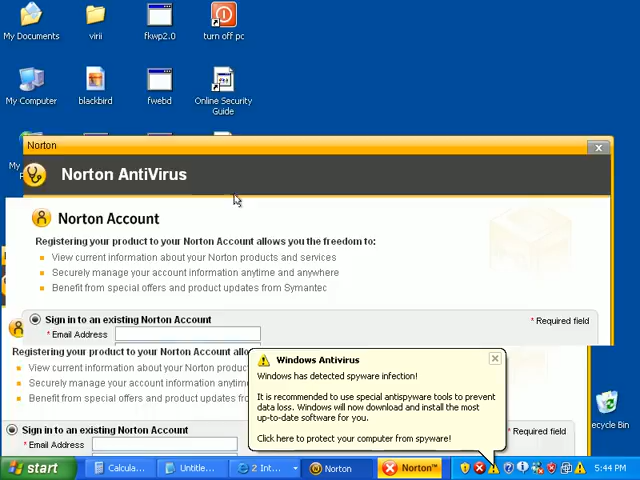 My Documents
virii
fkwp2.0
turn off pc
My Computer
blackbird
fwebd
Online Security
Guide
My
Norton
Norton AntiVirus
Norton Account
Registering your product to your Norton Account allows you the freedom to:
View current information about your Norton products and services
Securely manage your account information anytime and anywhere
Benefit from special offers and product updates from Symantec
Sign in to an existing Norton Account
* Required field
* Email Address
Registering your product to your Norton Account allo
View current information about your Norton produc
Securely manage your account information anytime
Benefit from special offers and product updates fro
Sign in to an existing Norton Account
Required field
* Email Address
Windows Antivirus
Windows has detected spyware infection!
It is recommended to use special antispyware tools to prevent
data loss. Windows will now download and install the most
up-to-date software for you.
Click here to protect your computer from spyware!
ecycle Bin
start
Calcula...
Untitle...
2 Int...
Norton
Norton™
5:44 PM